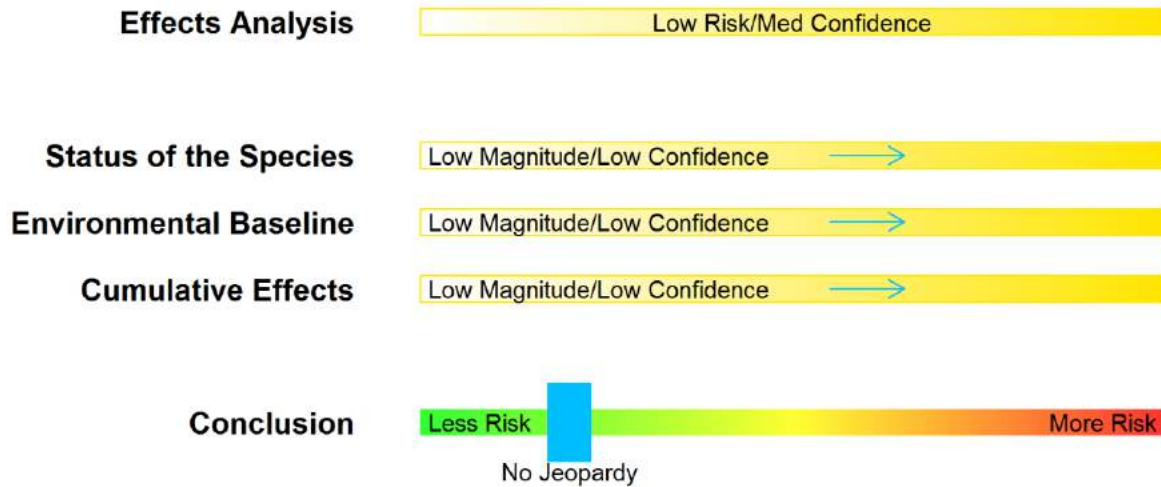 Effects Analysis Low Risk/Med Confidence
Status of the Species Low Magnitude/Low Confidence
Environmental Baseline Low Magnitude/Low Confidence
Cumulative Effects Low Magnitude/Low Confidence
Conclusion Less Risk More Risk
No Jeopardy